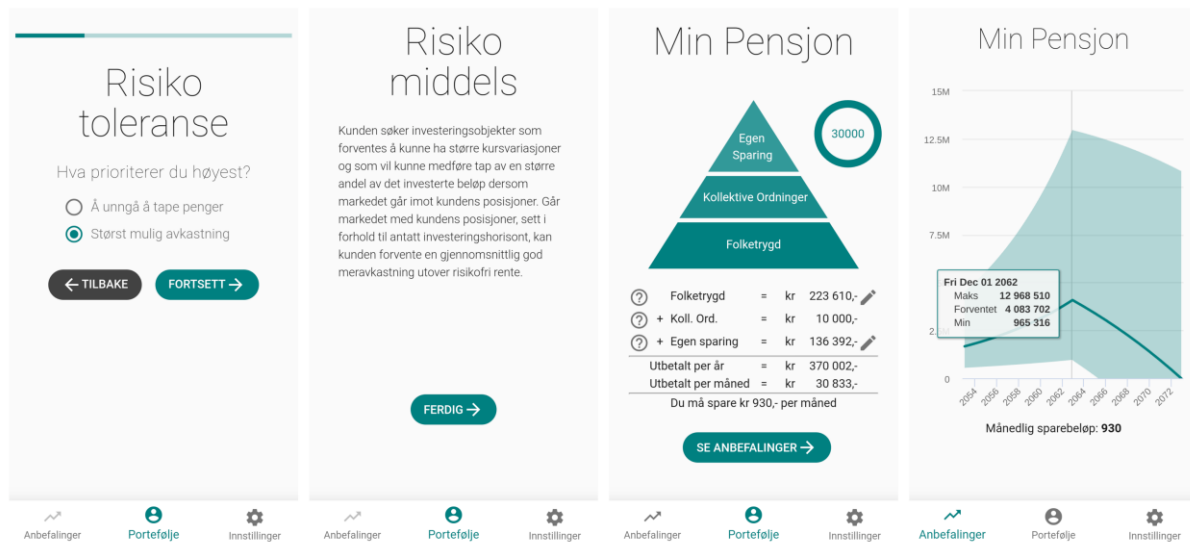 Risiko
toleranse
Hva prioriterer du høyest?
Å unngå å tape penger
Størst mulig avkastning
← TILBAKE
FORTSETT →
Anbefalinger
Portefølje
Innstillinger
Risiko
middels
Kunden søker investeringsobjekter som
forventes å kunne ha større kursvariasjoner
og som vil kunne medføre tap av en større
andel av det investerte beløp dersom
markedet går imot kundens posisjoner. Går
markedet med kundens posisjoner, sett i
forhold til antatt investeringshorisont, kan
kunden forvente en gjennomsnittlig god
meravkastning utover risikofri rente.
FERDIG →
Anbefalinger
Portefølje
Innstillinger
Min Pensjon
30000
Egen
Sparing
Kollektive Ordninger
Folketrygd
? Folketrygd = kr 223 610,-
? + Koll. Ord. = kr 10 000,-
? + Egen sparing = kr 136 392,-
Utbetalt per år = kr 370 002,-
Utbetalt per måned = kr 30 833,-
Du må spare kr 930,- per måned
SE ANBEFALINGER →
Anbefalinger
Portefølje
Innstillinger
Min Pensjon
15M
12.5M
10M
7.5M
Fri Dec 01 2062
Maks 12 968 510
Forventet 4 083 702
Min 965 316
0
2054 2056 2058 2060 2062 2064 2066 2068 2070 2072
Månedlig sparebeløp: 930
Anbefalinger
Portefølje
Innstillinger